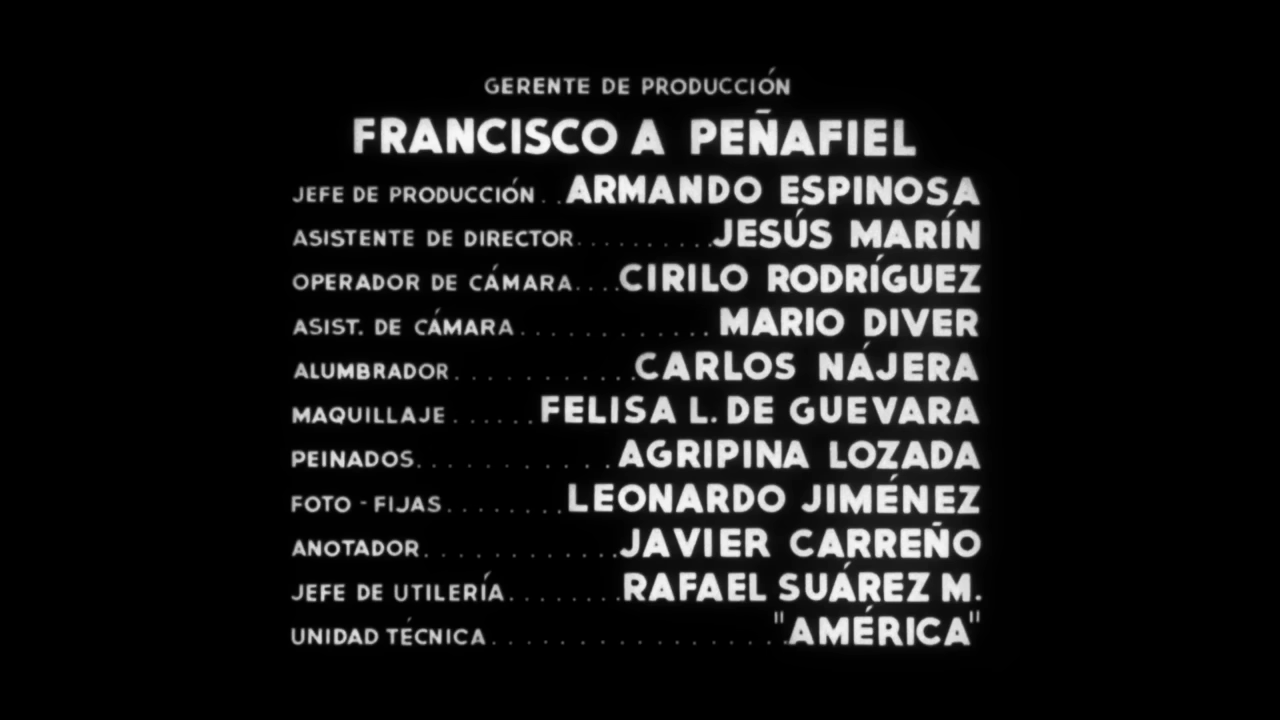 GERENTE DE PRODUCCIÓN
FRANCISCO A PEÑAFIEL
JEFE DE PRODUCCIÓN . . ARMANDO ESPINOSA
ASISTENTE DE DIRECTOR . . . . . . . . . . JESÚS MARÍN
OPERADOR DE CÁMARA . . . . CIRILO RODRÍGUEZ
ASIST. DE CÁMARA . . . . . . . . . . . . MARIO DIVER
ALUMBRADOR . . . . . . . . . . . CARLOS NÁJERA
MAQUILLAJE . . . . . . FELISA L. DE GUEVARA
PEINADOS . . . . . . . . . . . . AGRIPINA LOZADA
FOTO - FIJAS . . . . . . . . LEONARDO JIMÉNEZ
ANOTADOR . . . . . . . . . . . . JAVIER CARREÑO
JEFE DE UTILERÍA . . . . . . . . RAFAEL SUÁREZ M.
UNIDAD TÉCNICA . . . . . . . . . . . . . . . . . "AMÉRICA"